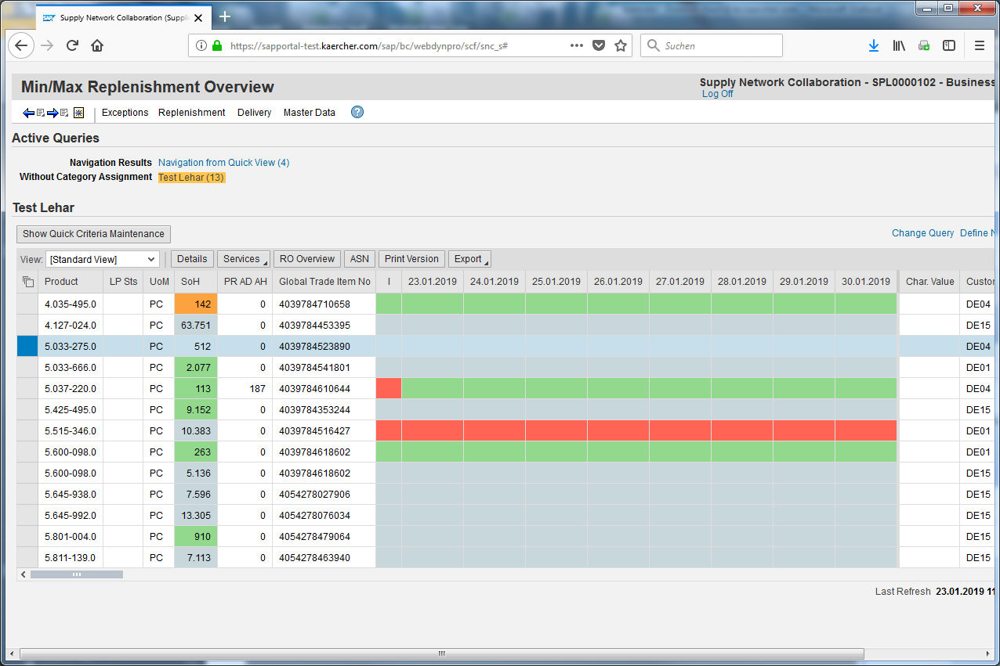 Supply Network Collaboration (Suppli
https://sapportal-test.kaercher.com/sap/bc/webdynpro/scf/snc_s#
Suchen
Min/Max Replenishment Overview
Supply Network Collaboration - SPL0000102 - Business
Log Off
Exceptions Replenishment Delivery Master Data ?
Active Queries
Navigation Results Navigation from Quick View (4)
Without Category Assignment Test Lehar (13)
Test Lehar
Show Quick Criteria Maintenance
Change Query Define N
View: [Standard View] Details Services RO Overview ASN Print Version Export
Product LP Sts UoM SoH PR AD AH Global Trade Item No I 23.01.2019 24.01.2019 25.01.2019 26.01.2019 27.01.2019 28.01.2019 29.01.2019 30.01.2019 Char. Value Custo
4.035-495.0 PC 142 0 4039784710658 DE04
4.127-024.0 PC 63.751 0 4039784453395 DE15
5.033-275.0 PC 512 0 4039784523890 DE04
5.033-666.0 PC 2.077 0 4039784541801 DE01
5.037-220.0 PC 113 187 4039784610644 DE04
5.425-495.0 PC 9.152 0 4039784353244 DE15
5.515-346.0 PC 10.383 0 4039784516427 DE01
5.600-098.0 PC 263 0 4039784618602 DE01
5.600-098.0 PC 5.136 0 4039784618602 DE15
5.645-938.0 PC 7.596 0 4054278027906 DE15
5.645-992.0 PC 13.305 0 4054278076034 DE15
5.801-004.0 PC 910 0 4054278479064 DE15
5.811-139.0 PC 7.113 0 4054278463940 DE15
Last Refresh 23.01.2019 11